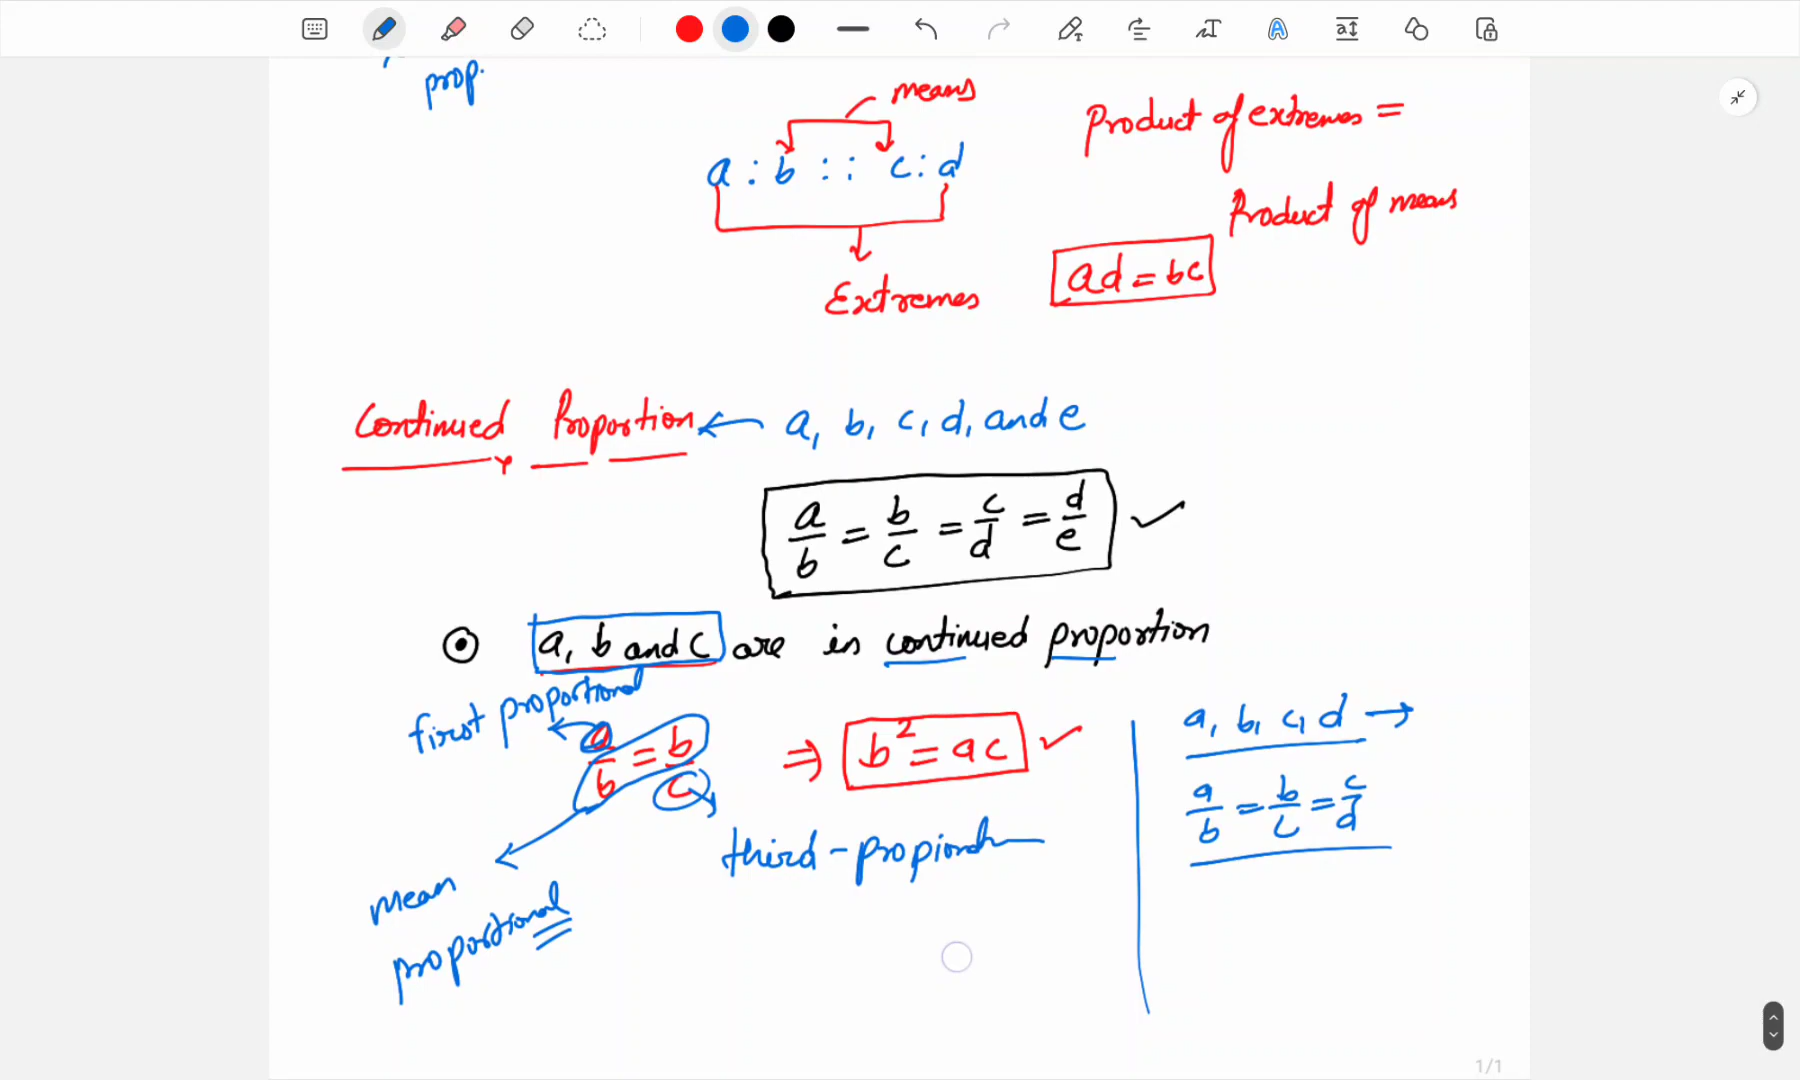 prop.
means
a : b :: c : d
Extremes
Product of extremes =
Product of means
ad = bc
Continued Proportion ← a, b, c, d, and e
a/b = b/c = c/d = d/e ✓
⊙ a, b and c are in continued proportion
first proportional
a/b = b/c ⇒ b² = ac ✓
third - propional
mean
proportional
a, b, c, d →
a/b = b/c = c/d
1/1